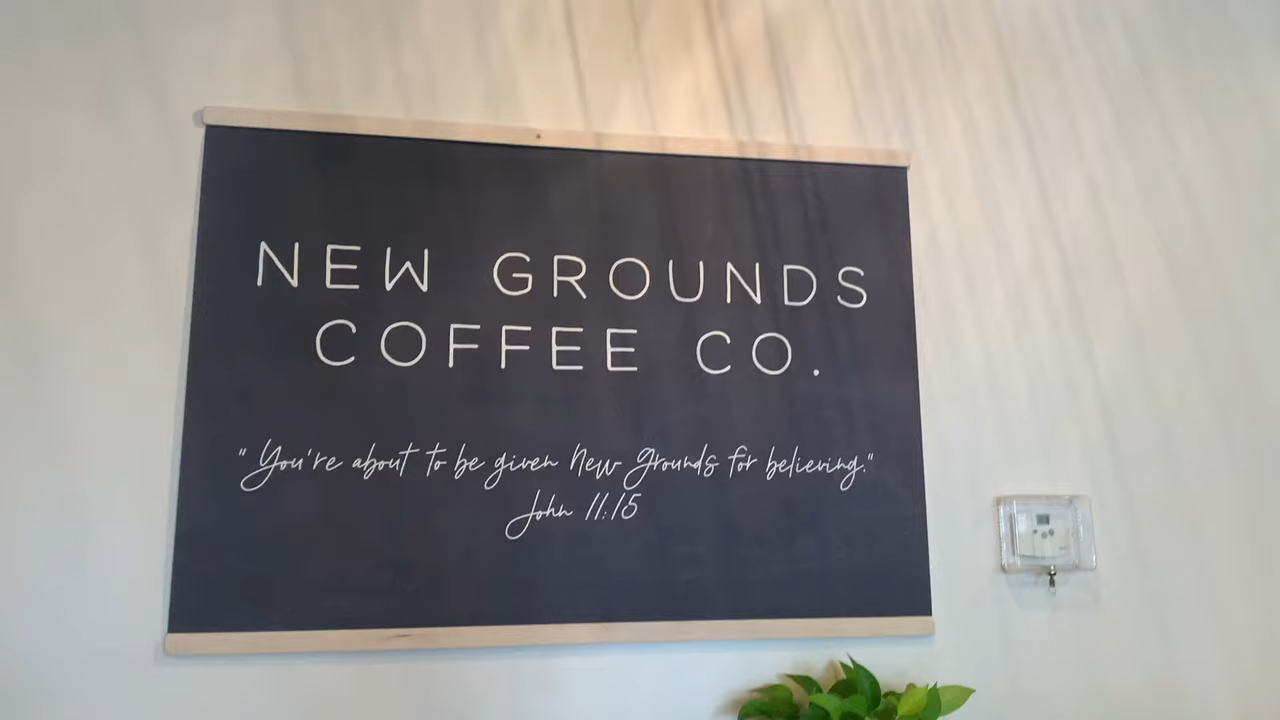 NEW GROUNDS
COFFEE CO.
"You're about to be given New Grounds for believing."
John 11:15